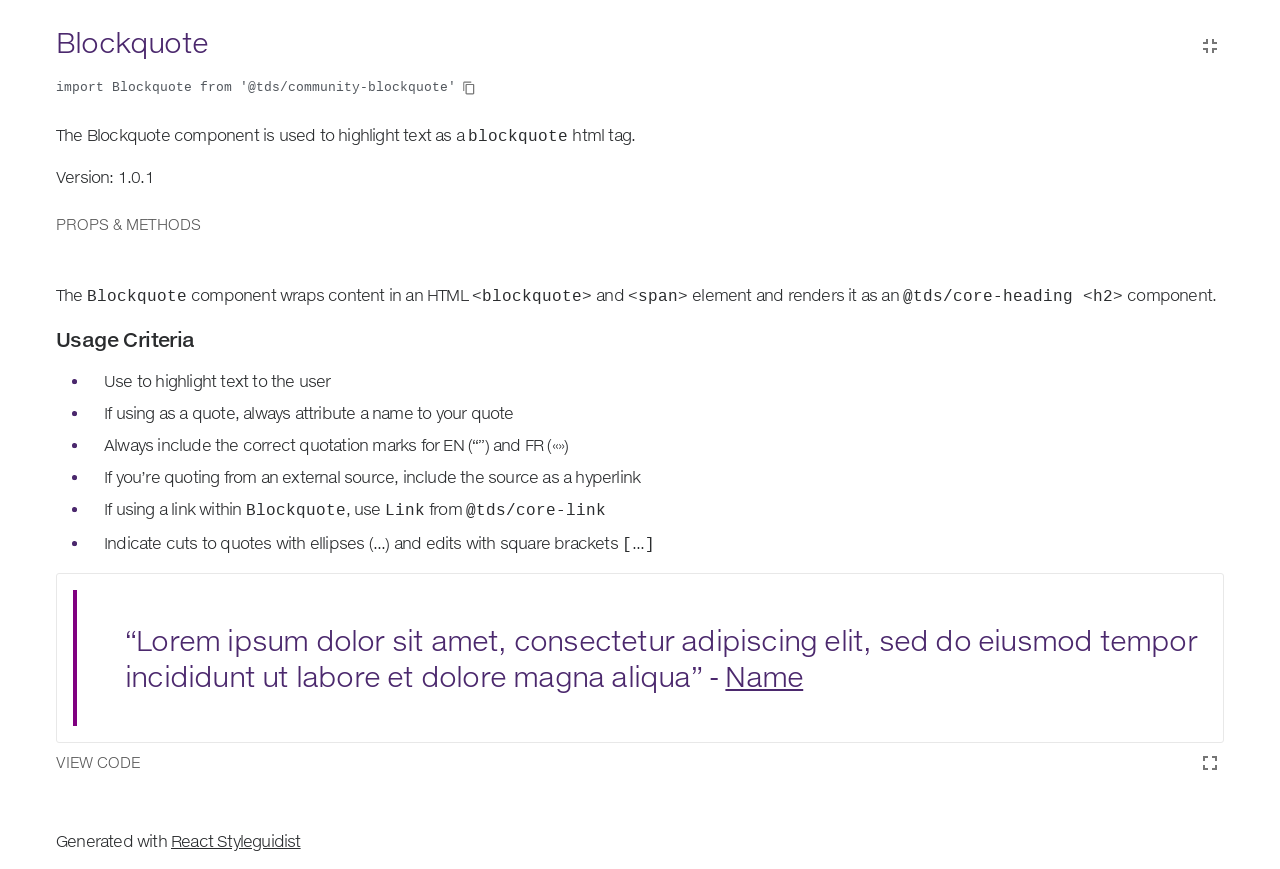 Blockquote
import Blockquote from '@tds/community-blockquote'
The Blockquote component is used to highlight text as a blockquote html tag.
Version: 1.0.1
PROPS & METHODS
The Blockquote component wraps content in an HTML <blockquote> and <span> element and renders it as an @tds/core-heading <h2> component.
Usage Criteria
Use to highlight text to the user
If using as a quote, always attribute a name to your quote
Always include the correct quotation marks for EN (“”) and FR («»)
If you're quoting from an external source, include the source as a hyperlink
If using a link within Blockquote, use Link from @tds/core-link
Indicate cuts to quotes with ellipses (…) and edits with square brackets […]
“Lorem ipsum dolor sit amet, consectetur adipiscing elit, sed do eiusmod tempor
incididunt ut labore et dolore magna aliqua” - Name
VIEW CODE
Generated with React Styleguidist